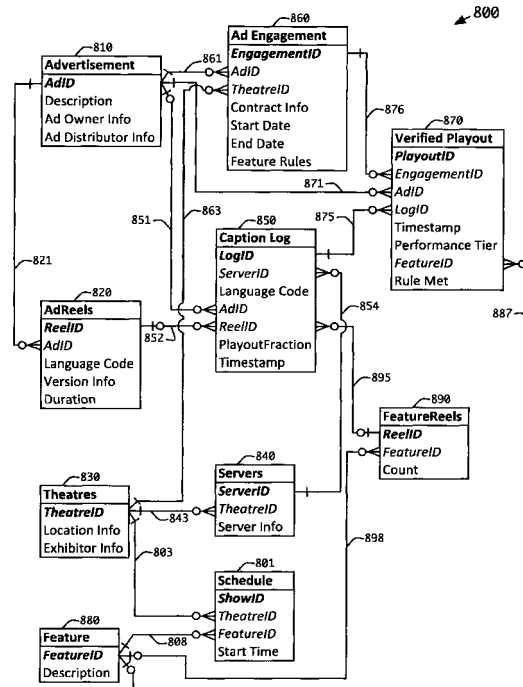 800
860
Ad Engagement
EngagementID
AdID
TheatreID
Contract Info
Start Date
End Date
Feature Rules
810
Advertisement
AdID
Description
Ad Owner Info
Ad Distributor Info
861
876
870
Verified Playout
PlayoutID
EngagementID
AdID
LogID
Timestamp
Performance Tier
FeatureID
Rule Met
871
851
863
875
850
Caption Log
LogID
ServerID
Language Code
AdID
ReelID
PlayoutFraction
Timestamp
821
820
AdReels
ReelID
AdID
Language Code
Version Info
Duration
852
854
887
895
890
FeatureReels
ReelID
FeatureID
Count
830
Theatres
TheatreID
Location Info
Exhibitor Info
843
840
Servers
ServerID
TheatreID
Server Info
803
898
801
Schedule
ShowID
TheatreID
FeatureID
Start Time
880
Feature
FeatureID
Description
808